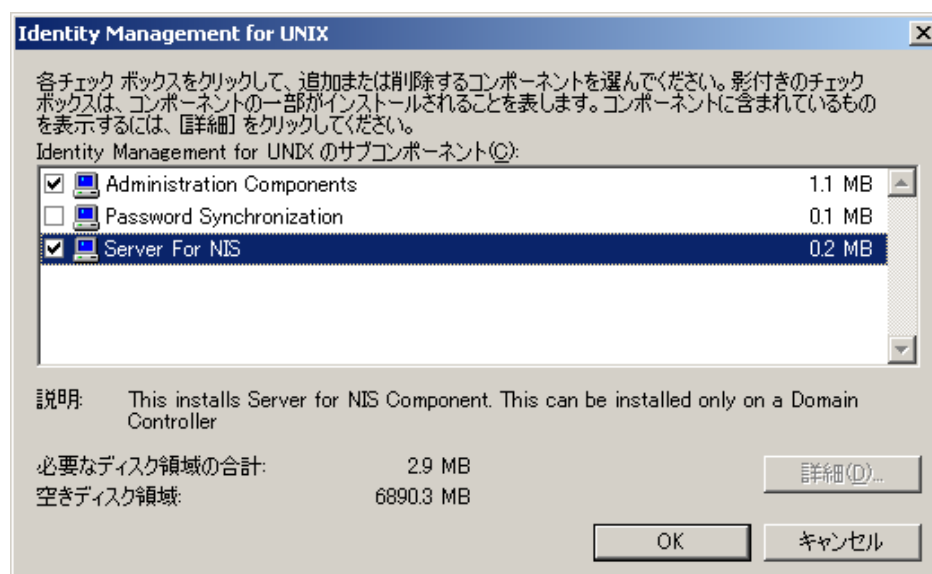 Identity Management for UNIX
各チェック ボックスをクリックして、追加または削除するコンポーネントを選んでください。影付きのチェック
ボックスは、コンポーネントの一部がインストールされることを表します。コンポーネントに含まれているもの
を表示するには、[詳細] をクリックしてください。
Identity Management for UNIX のサブコンポーネント(C):
Administration Components 1.1 MB
Password Synchronization 0.1 MB
Server For NIS 0.2 MB
説明: This installs Server for NIS Component. This can be installed only on a Domain
Controller
必要なディスク領域の合計: 2.9 MB
空きディスク領域: 6890.3 MB
詳細(D)...
OK キャンセル